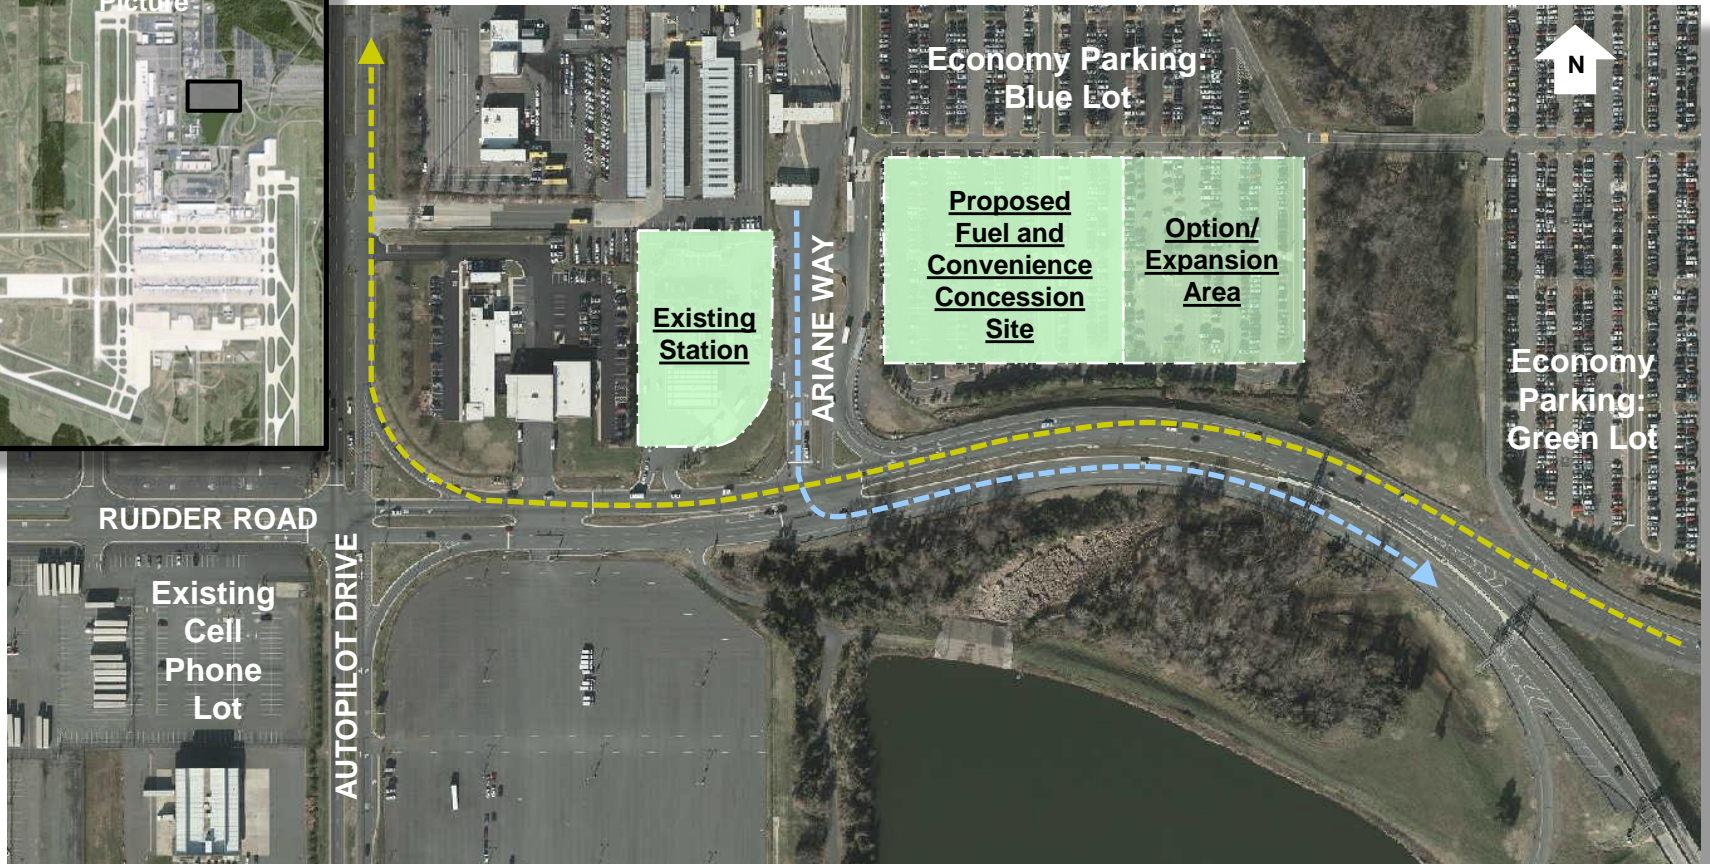 Picture
Economy Parking:
Blue Lot
N
Proposed
Fuel and
Convenience
Concession
Site
Option/
Expansion
Area
Existing
Station
ARIANE WAY
Economy
Parking:
Green Lot
RUDDER ROAD
AUTOPILOT DRIVE
Existing
Cell
Phone
Lot